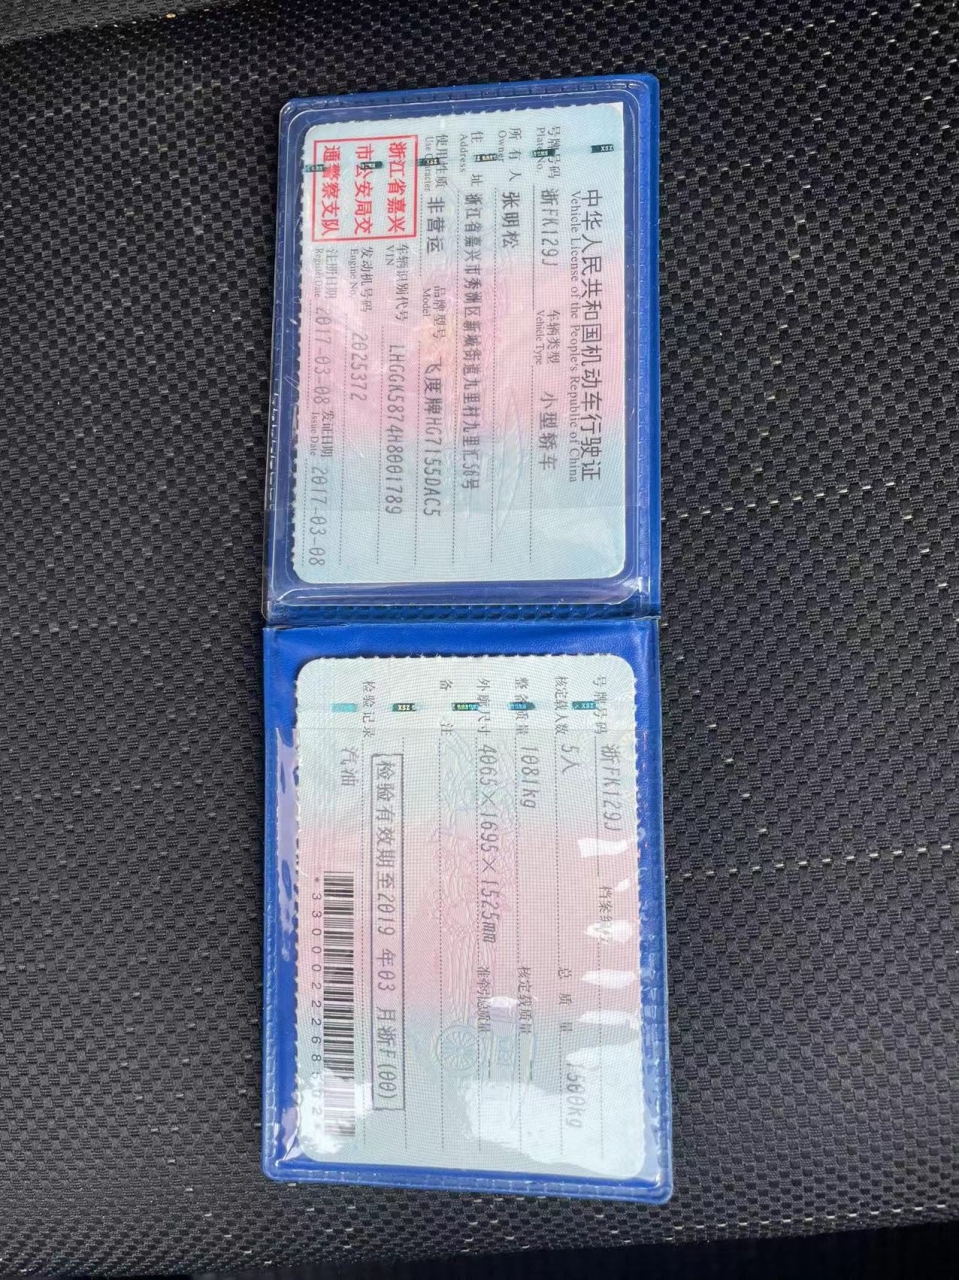 中华人民共和国机动车行驶证
Vehicle License of the People's Republic of China
号牌号码 浙FK129J 车辆类型 小型轿车
Plate No. Vehicle Type
所有人 张明松
Owner
住址 浙江省嘉兴市秀洲区新塍街道九里村九里汇58号
Address
使用性质 非营运 品牌型号 飞度牌HG7155DAC5
Use Character Model
浙江省嘉兴
市公安局交
通警察支队
车辆识别代号 LHGGK5874H8001789
VIN
发动机号码 2025372
Engine No.
注册日期 2017-03-08 发证日期 2017-03-08
Register Date Issue Date
号牌号码 浙FK129J 档案编号
核定载人数 5人 总质量 1500kg
整备质量 1081kg 核定载质量
外廓尺寸 4065×1695×1525mm 准牵引总质量
备注
检验有效期至2019年03月浙F(00)
检验记录
汽油